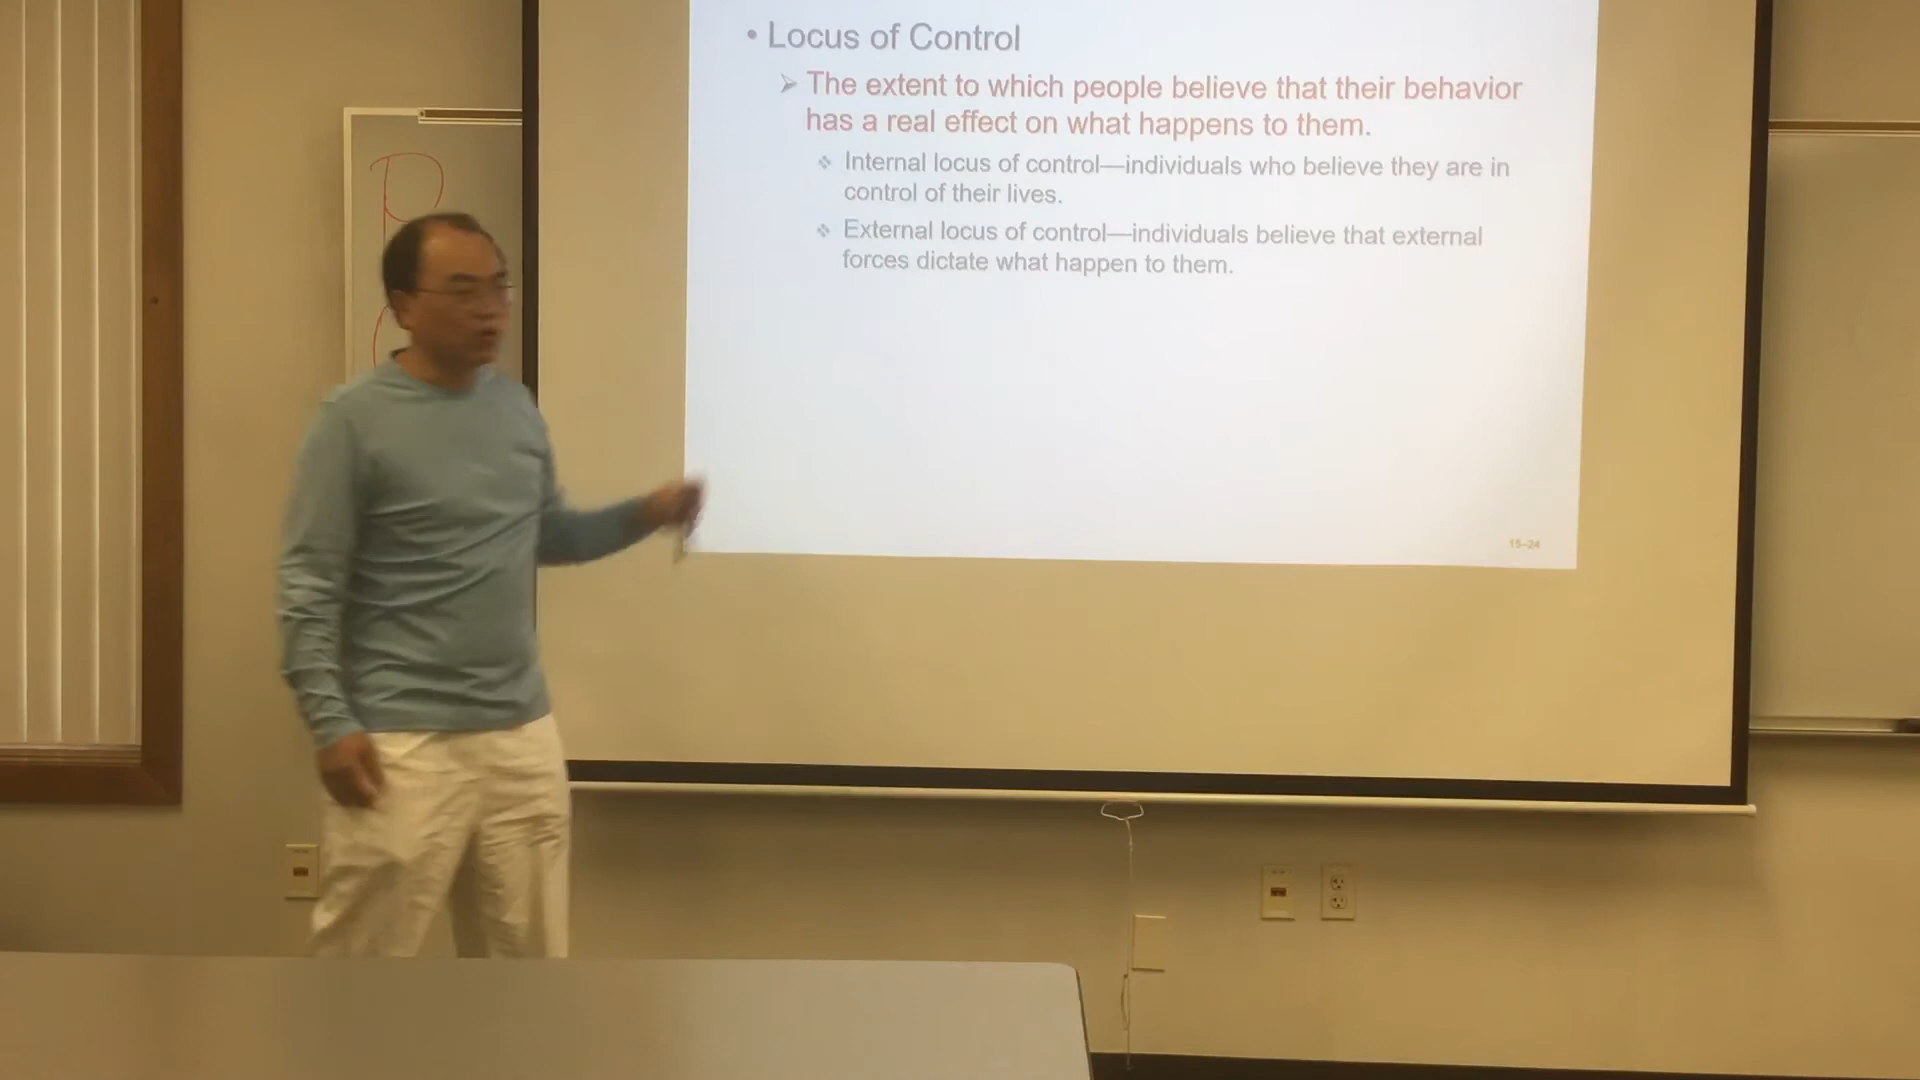 • Locus of Control
➢ The extent to which people believe that their behavior
has a real effect on what happens to them.
❖ Internal locus of control—individuals who believe they are in
control of their lives.
❖ External locus of control—individuals believe that external
forces dictate what happen to them.
15-24
R